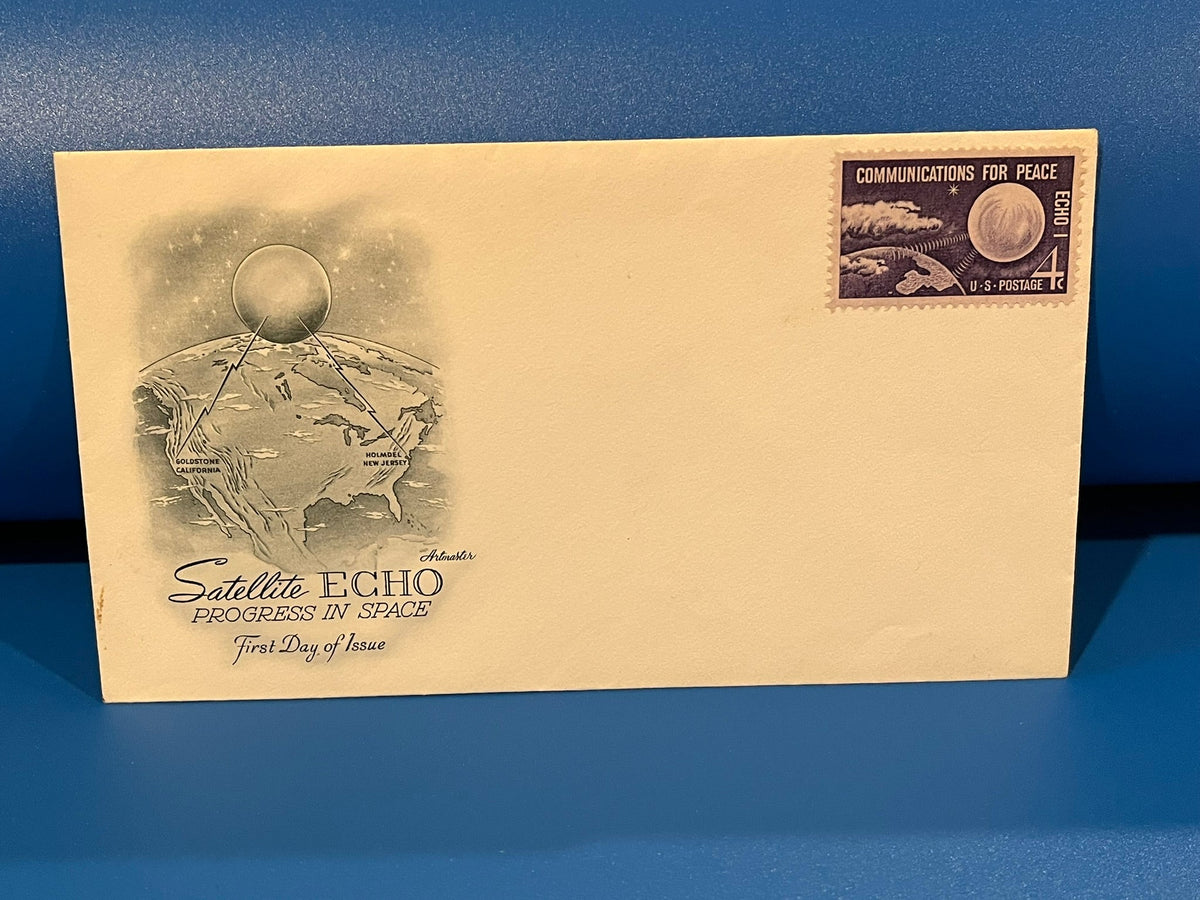 COMMUNICATIONS FOR PEACE
ECHO I
4c
U·S·POSTAGE
GOLDSTONE
CALIFORNIA
HOLMDEL
NEW JERSEY
Artmaster
Satellite ECHO
PROGRESS IN SPACE
First Day of Issue